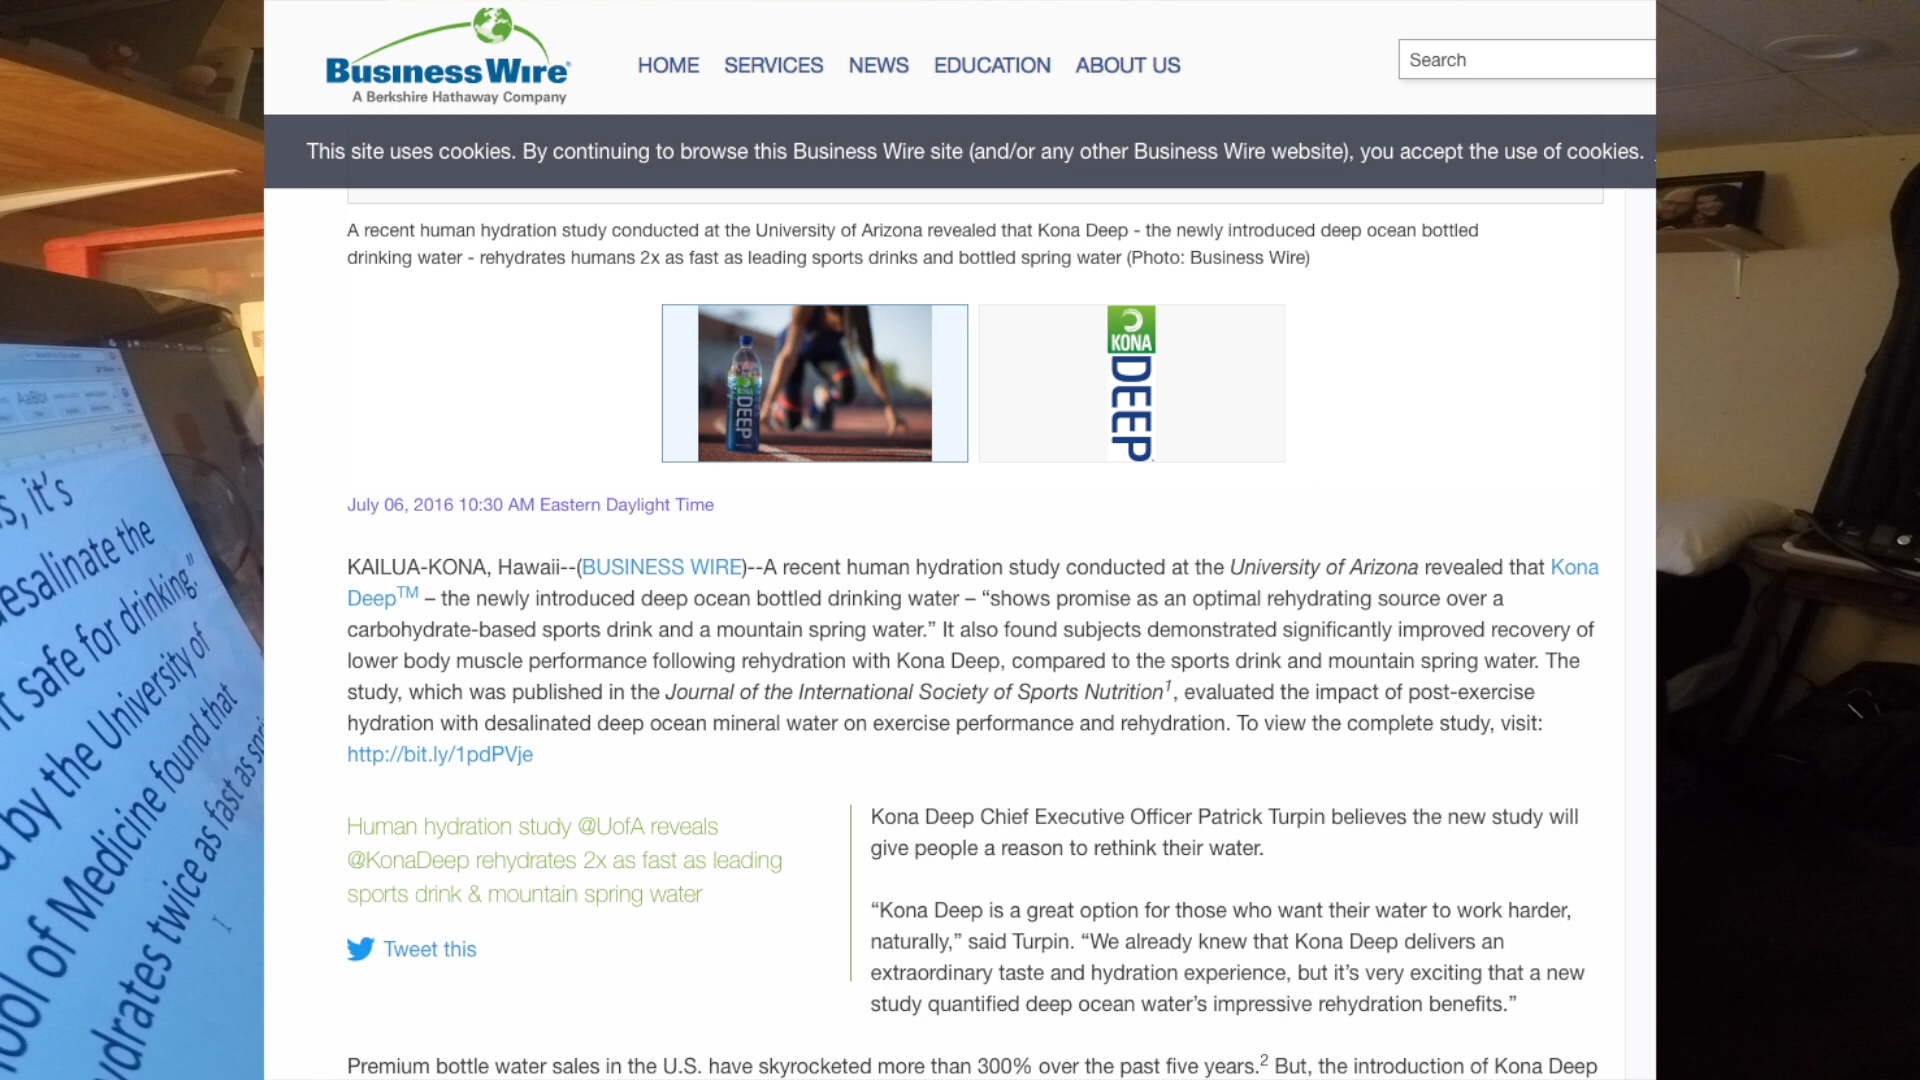 BusinessWire
A Berkshire Hathaway Company
HOME SERVICES NEWS EDUCATION ABOUT US
Search
This site uses cookies. By continuing to browse this Business Wire site (and/or any other Business Wire website), you accept the use of cookies.
A recent human hydration study conducted at the University of Arizona revealed that Kona Deep - the newly introduced deep ocean bottled
drinking water - rehydrates humans 2x as fast as leading sports drinks and bottled spring water (Photo: Business Wire)
KONA
DEEP
KONA
DEEP
July 06, 2016 10:30 AM Eastern Daylight Time
KAILUA-KONA, Hawaii--(BUSINESS WIRE)--A recent human hydration study conducted at the University of Arizona revealed that Kona
Deep™ – the newly introduced deep ocean bottled drinking water – “shows promise as an optimal rehydrating source over a
carbohydrate-based sports drink and a mountain spring water.” It also found subjects demonstrated significantly improved recovery of
lower body muscle performance following rehydration with Kona Deep, compared to the sports drink and mountain spring water. The
study, which was published in the Journal of the International Society of Sports Nutrition1, evaluated the impact of post-exercise
hydration with desalinated deep ocean mineral water on exercise performance and rehydration. To view the complete study, visit:
http://bit.ly/1pdPVje
Human hydration study @UofA reveals
@KonaDeep rehydrates 2x as fast as leading
sports drink & mountain spring water
Tweet this
Kona Deep Chief Executive Officer Patrick Turpin believes the new study will
give people a reason to rethink their water.
“Kona Deep is a great option for those who want their water to work harder,
naturally,” said Turpin. “We already knew that Kona Deep delivers an
extraordinary taste and hydration experience, but it’s very exciting that a new
study quantified deep ocean water’s impressive rehydration benefits.”
Premium bottle water sales in the U.S. have skyrocketed more than 300% over the past five years.2 But, the introduction of Kona Deep
it's
desalinate the
it safe for drinking."
by the University of
of Medicine found that
twice as fast as